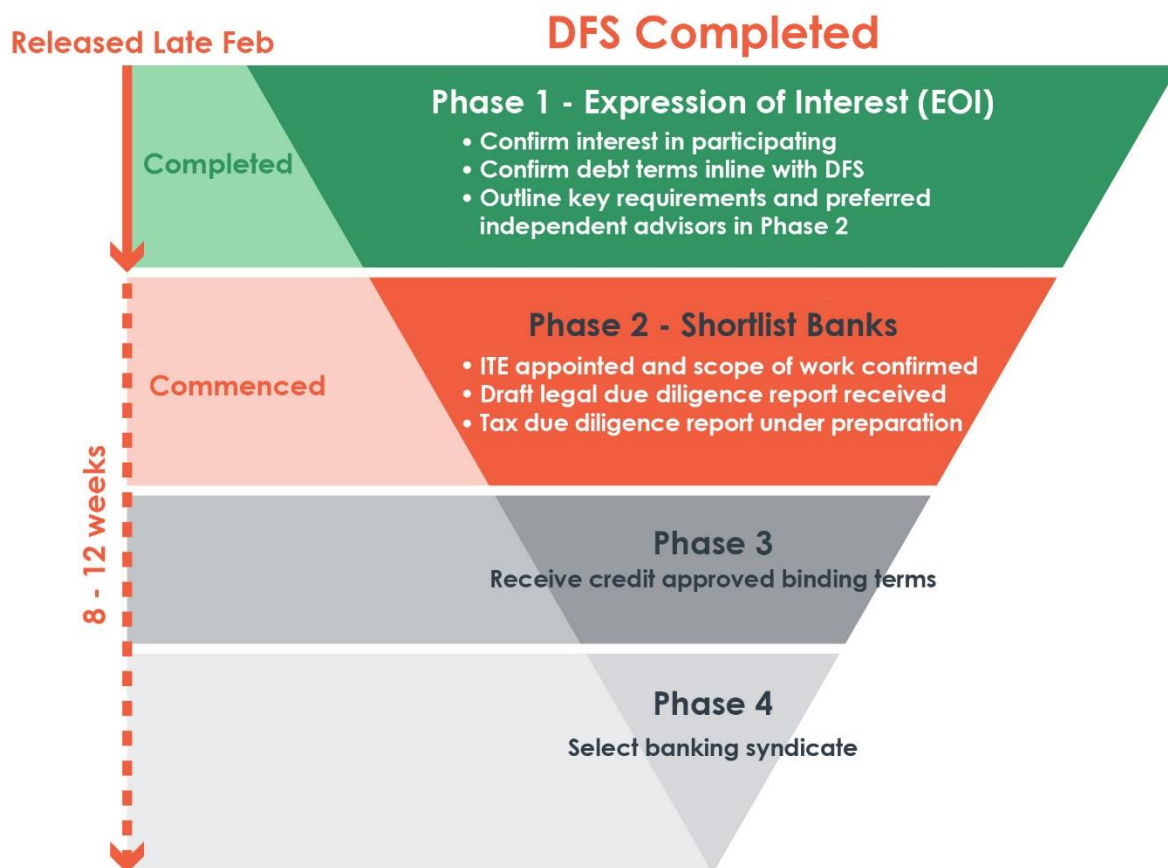 Released Late Feb
DFS Completed
Phase 1 - Expression of Interest (EOI)
• Confirm interest in participating
• Confirm debt terms inline with DFS
• Outline key requirements and preferred
independent advisors in Phase 2
Completed
Phase 2 - Shortlist Banks
• ITE appointed and scope of work confirmed
• Draft legal due diligence report received
• Tax due diligence report under preparation
Commenced
8 - 12 weeks
Phase 3
Receive credit approved binding terms
Phase 4
Select banking syndicate